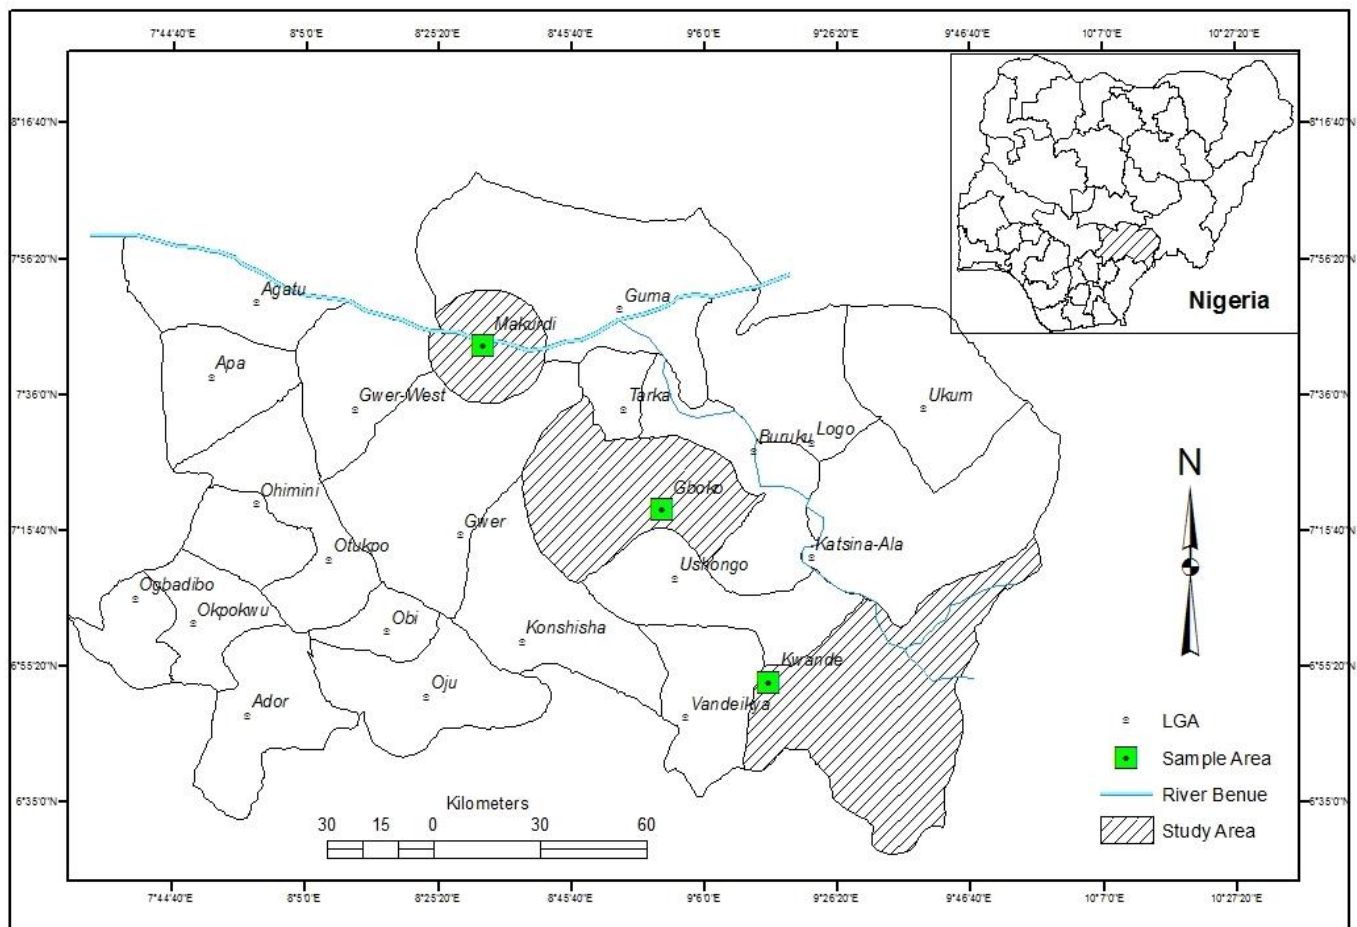 7°44'40"E 8°5'0"E 8°25'20"E 8°45'40"E 9°6'0"E 9°26'20"E 9°46'40"E 10°7'0"E 10°27'20"E
8°16'40"N 8°16'40"N
Nigeria
7°56'20"N 7°56'20"N
Agatu
Guma
Makurdi
Apa
7°36'0"N 7°36'0"N
Gwer-West
Tarka
Ukum
Buruku
Logo
N
Ohimini
Gboko
Gwer
7°15'40"N 7°15'40"N
Otukpo
Katsina-Ala
Ushongo
Ogbadibo
Okpokwu
Obi
Konshisha
6°55'20"N 6°55'20"N
Kwande
Oju
Ador
Vandeikya
LGA
Sample Area
River Benue
Study Area
6°35'0"N 6°35'0"N
Kilometers
30 15 0 30 60
7°44'40"E 8°5'0"E 8°25'20"E 8°45'40"E 9°6'0"E 9°26'20"E 9°46'40"E 10°7'0"E 10°27'20"E